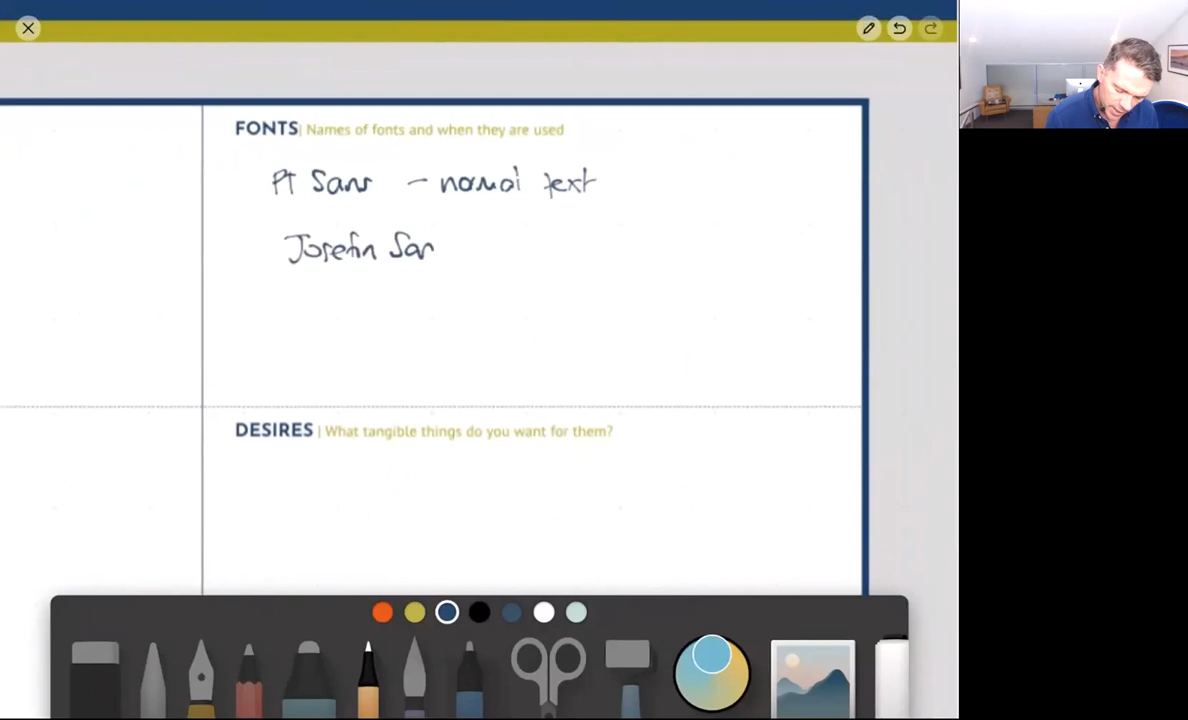 FONTS| Names of fonts and when they are used
Pt Sans - normal text
Josefin San
DESIRES | What tangible things do you want for them?